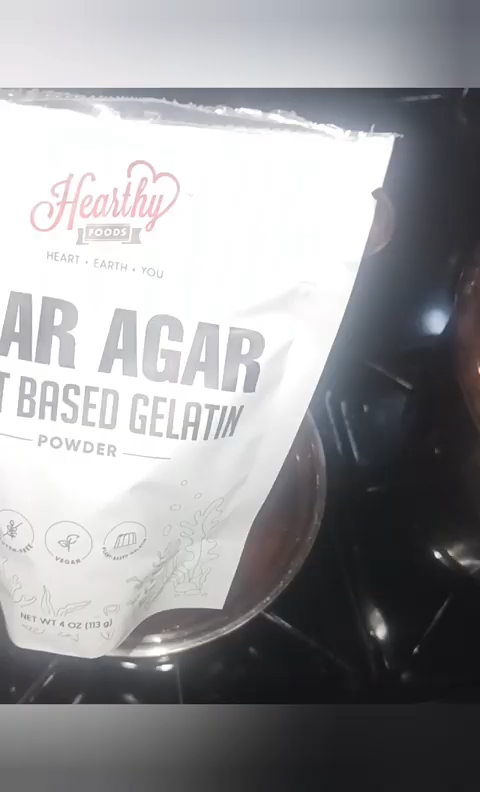 Hearthy
FOODS
HEART • EARTH • YOU
AR AGAR
T BASED GELATIN
POWDER
VEGAN
NET WT 4 OZ (113 g)